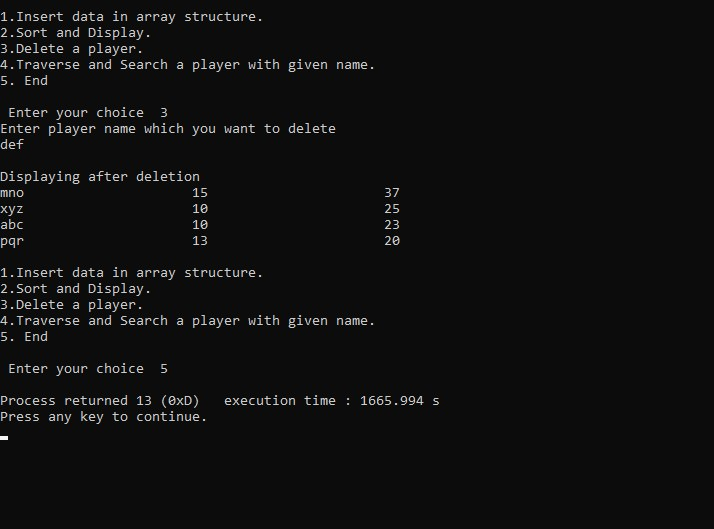 1.Insert data in array structure.
2.Sort and Display.
3.Delete a player.
4.Traverse and Search a player with given name.
5. End
Enter your choice  3
Enter player name which you want to delete
def
Displaying after deletion
mno                     15                      37
xyz                     10                      25
abc                     10                      23
pqr                     13                      20
1.Insert data in array structure.
2.Sort and Display.
3.Delete a player.
4.Traverse and Search a player with given name.
5. End
Enter your choice  5
Process returned 13 (0xD)   execution time : 1665.994 s
Press any key to continue.